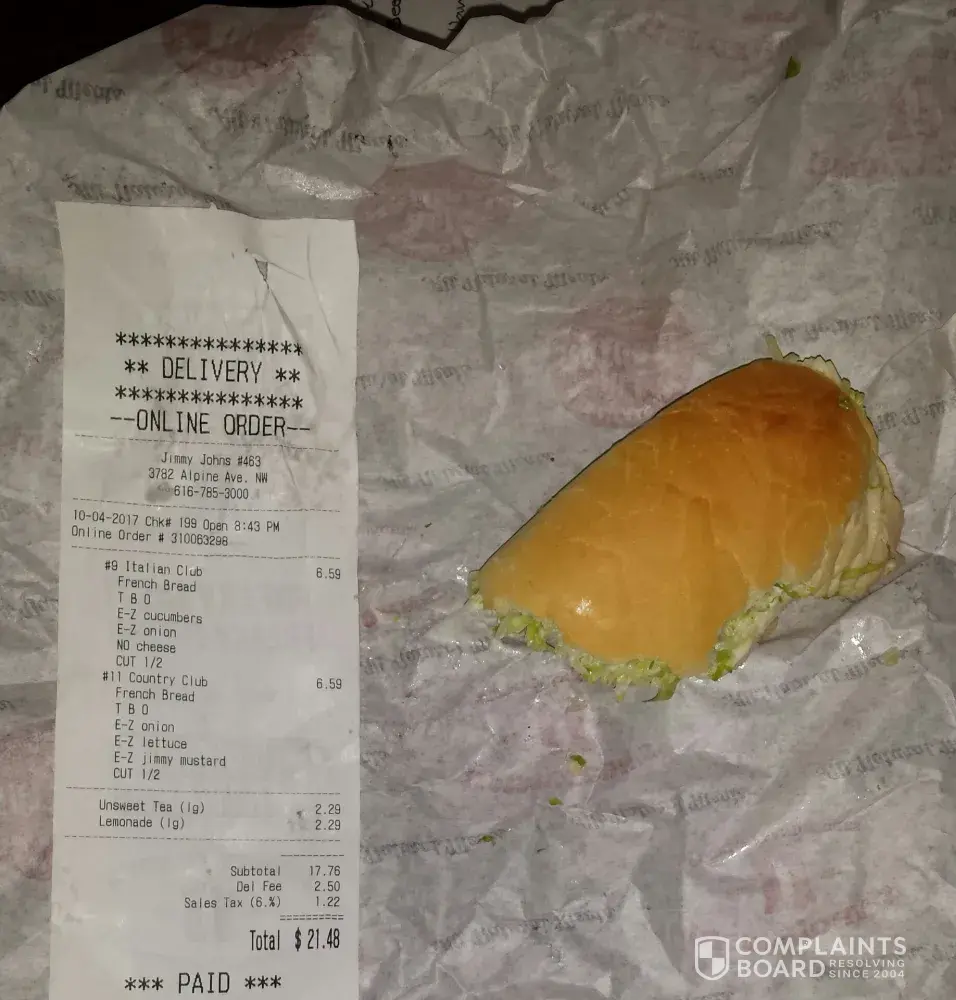 **************
** DELIVERY **
**************
--ONLINE ORDER--
Jimmy Johns #463
3782 Alpine Ave. NW
616-785-3000
10-04-2017 Chk# 199 Open 8:43 PM
Online Order # 310063298
#9 Italian Club 6.59
French Bread
T B O
E-Z cucumbers
E-Z onion
NO cheese
CUT 1/2
#11 Country Club 6.59
French Bread
T B O
E-Z onion
E-Z lettuce
E-Z jimmy mustard
CUT 1/2
Unsweet Tea (lg) 2.29
Lemonade (lg) 2.29
Subtotal 17.76
Del Fee 2.50
Sales Tax (6.%) 1.22
==========
Total $ 21.48
*** PAID ***
All Natural Meats
COMPLAINTS
BOARD RESOLVING
SINCE 2004